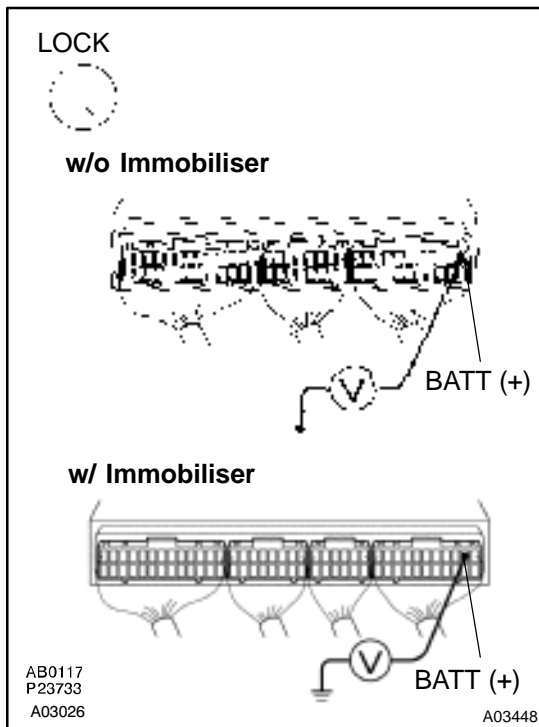 LOCK
w/o Immobiliser
V
BATT (+)
w/ Immobiliser
V
BATT (+)
AB0117
P23733
A03026
A03448